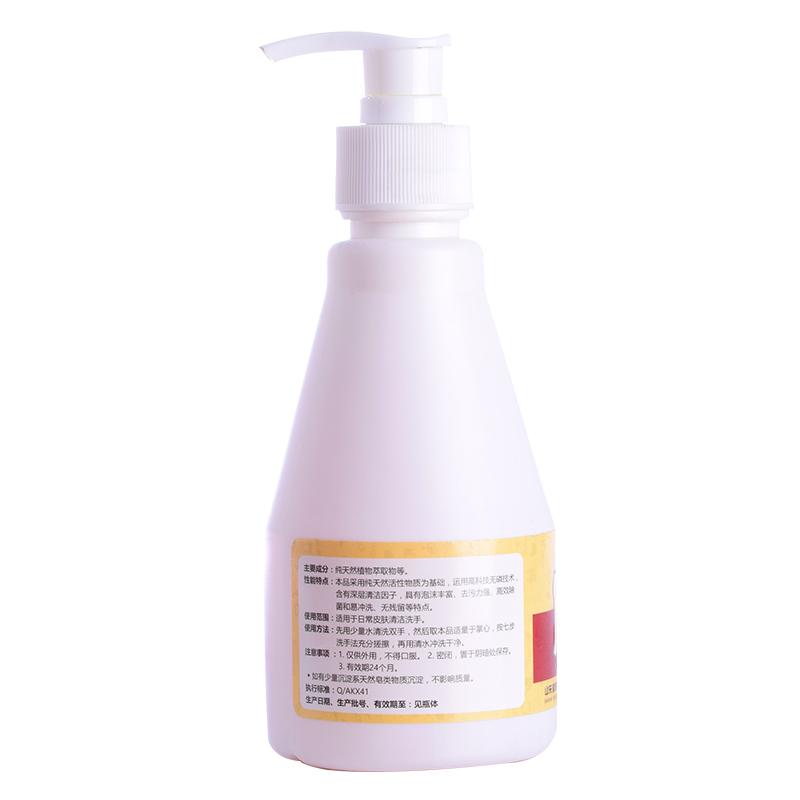 主要成分：纯天然植物萃取物等。
性能特点：本品采用纯天然活性物质为基础，运用高科技无磷技术，
含有深层清洁因子，具有泡沫丰富、去污力强、高效除
菌和易冲洗、无残留等特点。
使用范围：适用于日常皮肤清洁洗手。
使用方法：先用少量水清洗双手，然后取本品适量于掌心，按七步
洗手法充分搓擦，再用清水冲洗干净。
注意事项：1. 仅供外用，不得口服。 2. 密闭，置于阴暗处保存。
3. 有效期24个月。
* 如有少量沉淀系天然皂类物质沉淀，不影响质量。
执行标准：Q/AKX41
生产日期、生产批号、有效期至：见瓶体
山东